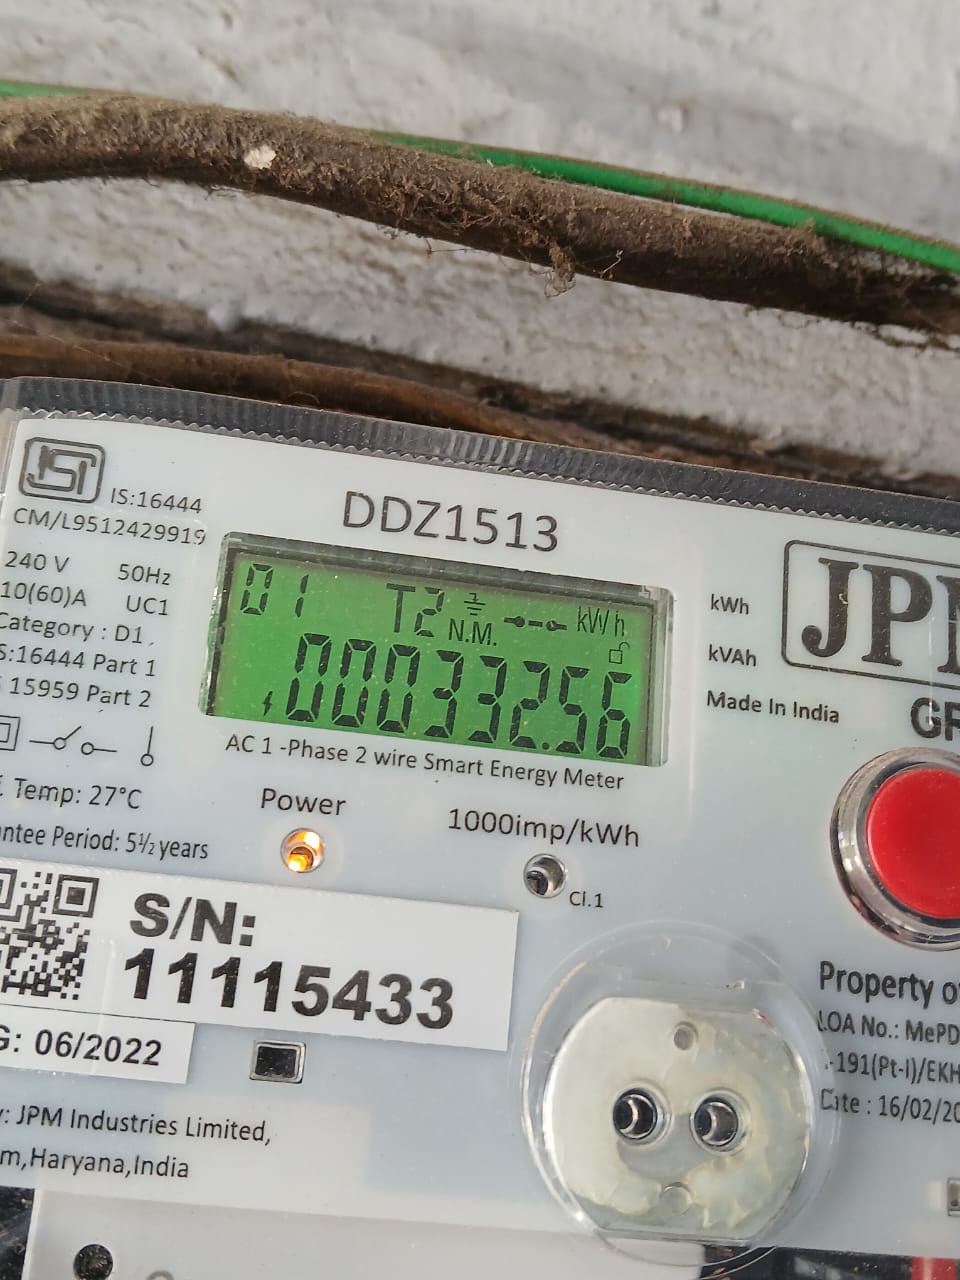 IS:16444
CM/L9512429919
DDZ1513
240 V 50Hz
10(60)A UC1
Category : D1
S:16444 Part 1
15959 Part 2
01 T2 N.M. kWh
00033256
kWh
kVAh
Made In India
JPM
GR
AC 1 -Phase 2 wire Smart Energy Meter
Temp: 27°C
Power
1000imp/kWh
Cl.1
ntee Period: 5½ years
S/N:
11115433
G: 06/2022
Property of
LOA No.: MePD
-191(Pt-I)/EKH
Date : 16/02/20
y: JPM Industries Limited,
m,Haryana,India